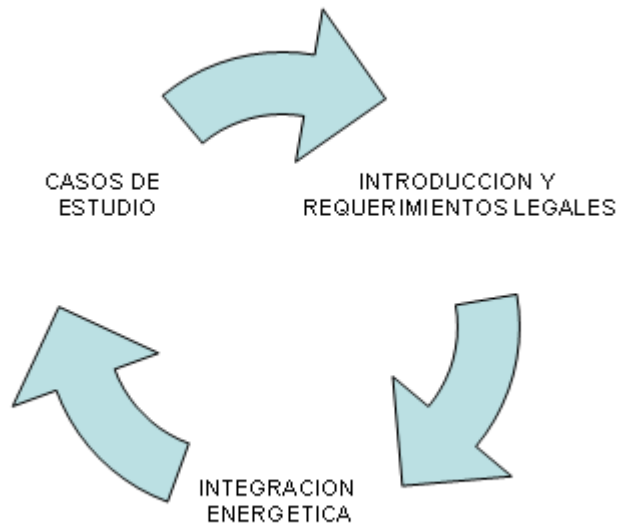 CASOS DE
ESTUDIO
INTRODUCCION Y
REQUERIMIENTOS LEGALES
INTEGRACION
ENERGETICA